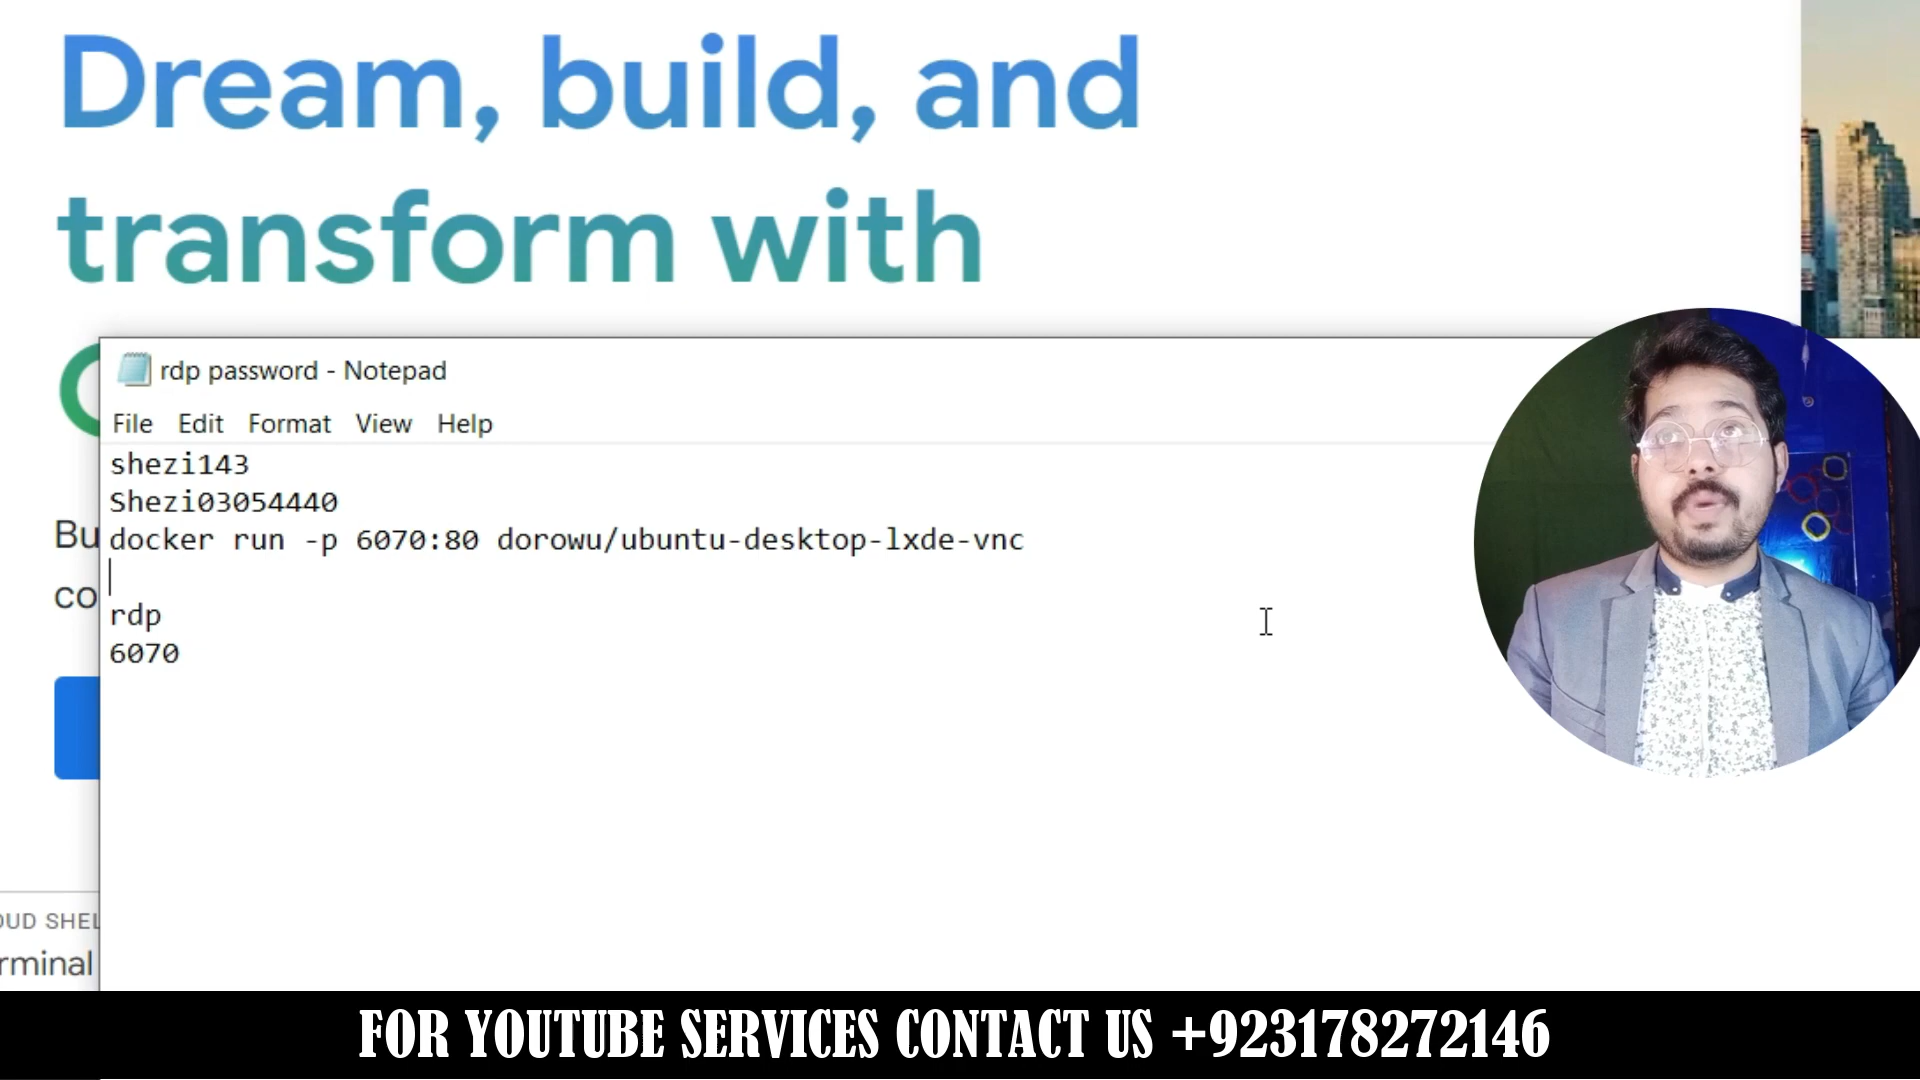 Dream, build, and
transform with
rdp password - Notepad
File Edit Format View Help
shezi143
Shezi03054440
docker run -p 6070:80 dorowu/ubuntu-desktop-lxde-vnc
rdp
6070
Bu
co
OUD SHEL
rminal
FOR YOUTUBE SERVICES CONTACT US +923178272146